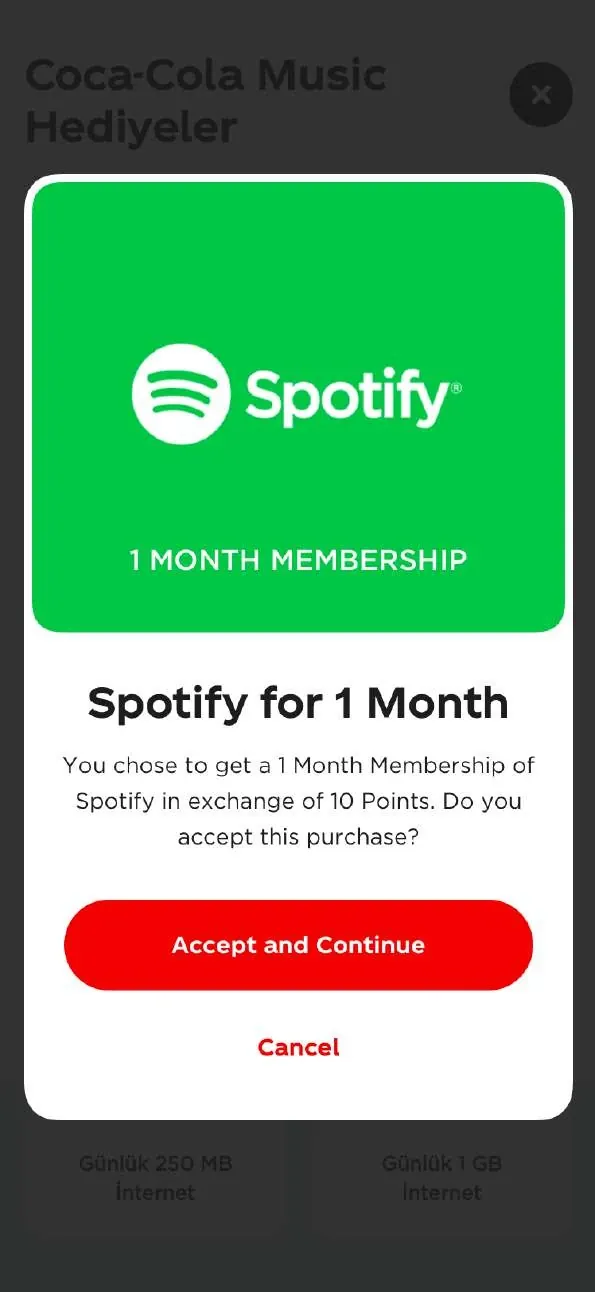 Coca-Cola Music
Hediyeler
Spotify®
1 MONTH MEMBERSHIP
Spotify for 1 Month
You chose to get a 1 Month Membership of
Spotify in exchange of 10 Points. Do you
accept this purchase?
Accept and Continue
Cancel
Günlük 250 MB
İnternet
Günlük 1 GB
İnternet